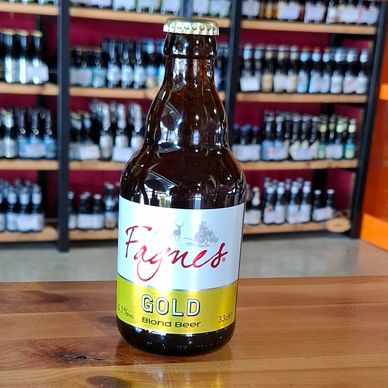 Fagnes
GOLD
Blond Beer
33cl℮